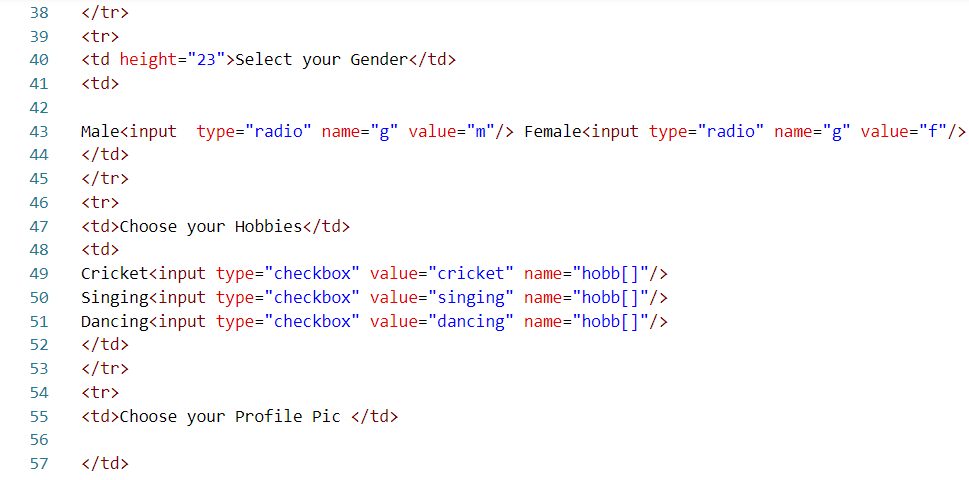 38 </tr>
39 <tr>
40 <td height="23">Select your Gender</td>
41 <td>
42
43 Male<input  type="radio" name="g" value="m"/> Female<input type="radio" name="g" value="f"/>
44 </td>
45 </tr>
46 <tr>
47 <td>Choose your Hobbies</td>
48 <td>
49 Cricket<input type="checkbox" value="cricket" name="hobb[]"/>
50 Singing<input type="checkbox" value="singing" name="hobb[]"/>
51 Dancing<input type="checkbox" value="dancing" name="hobb[]"/>
52 </td>
53 </tr>
54 <tr>
55 <td>Choose your Profile Pic </td>
56
57 </td>